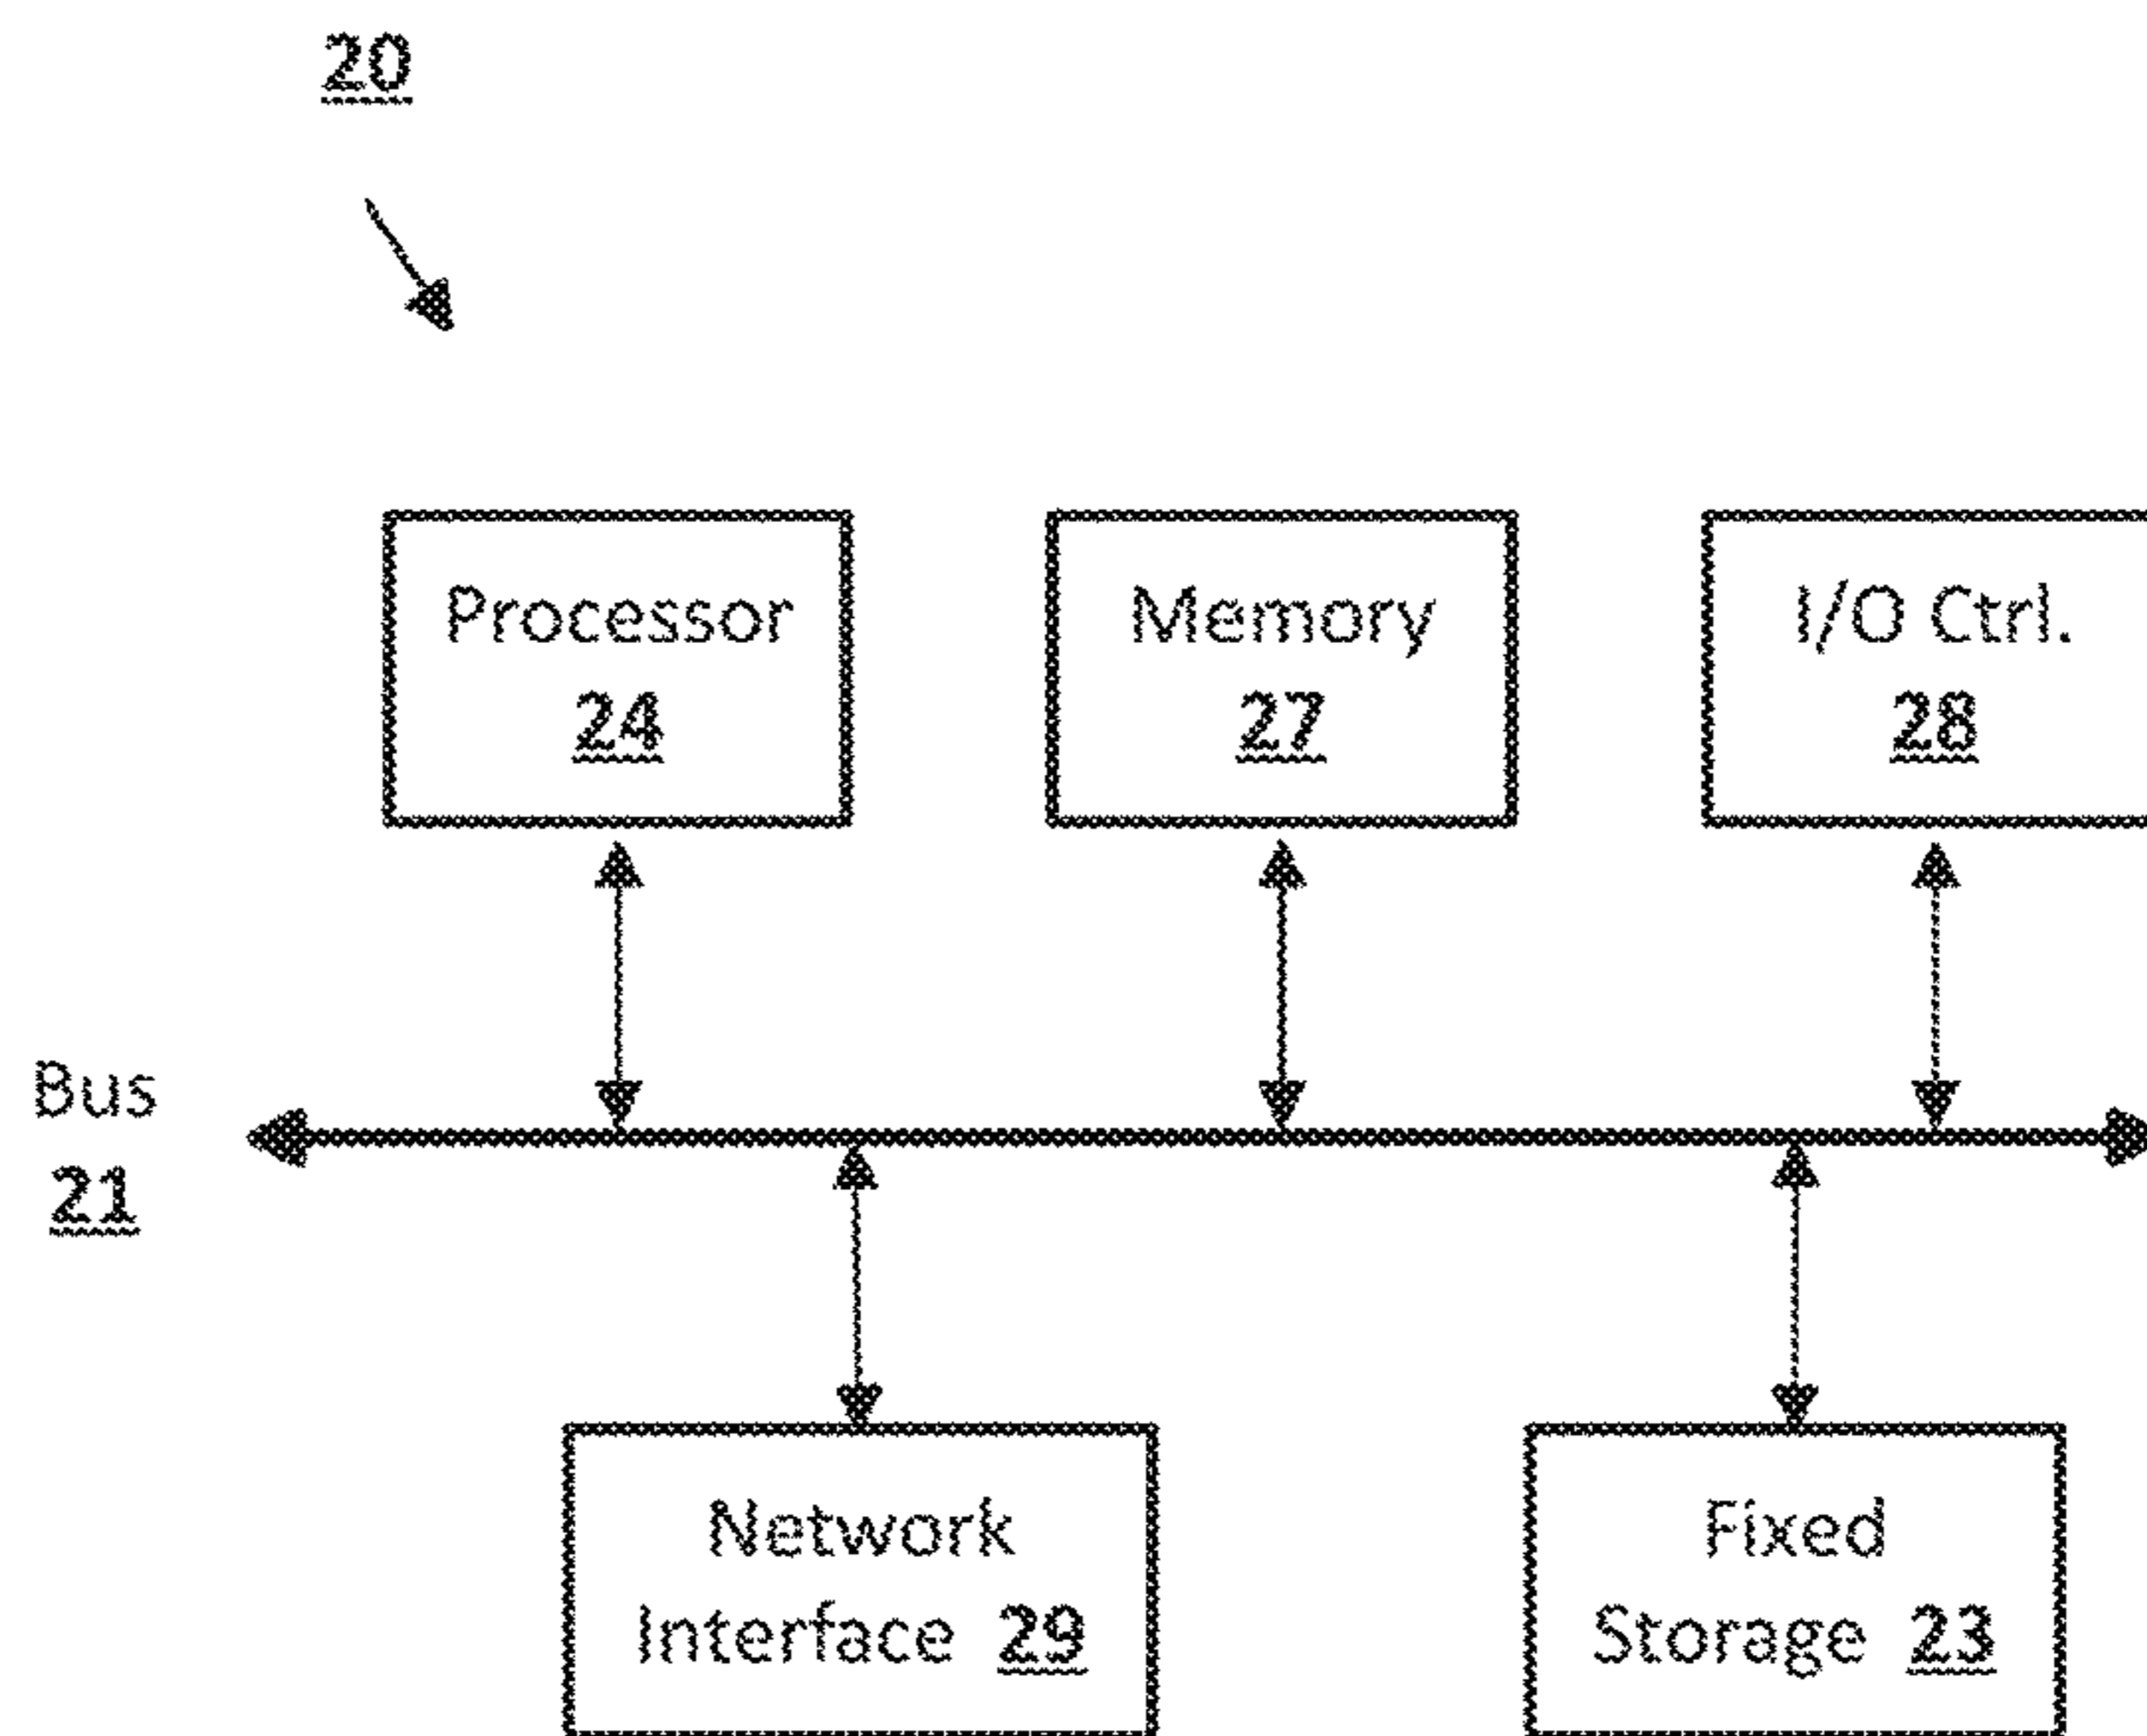 20
Processor
24
Memory
27
I/O Ctrl.
28
Bus
21
Network
Interface 29
Fixed
Storage 23